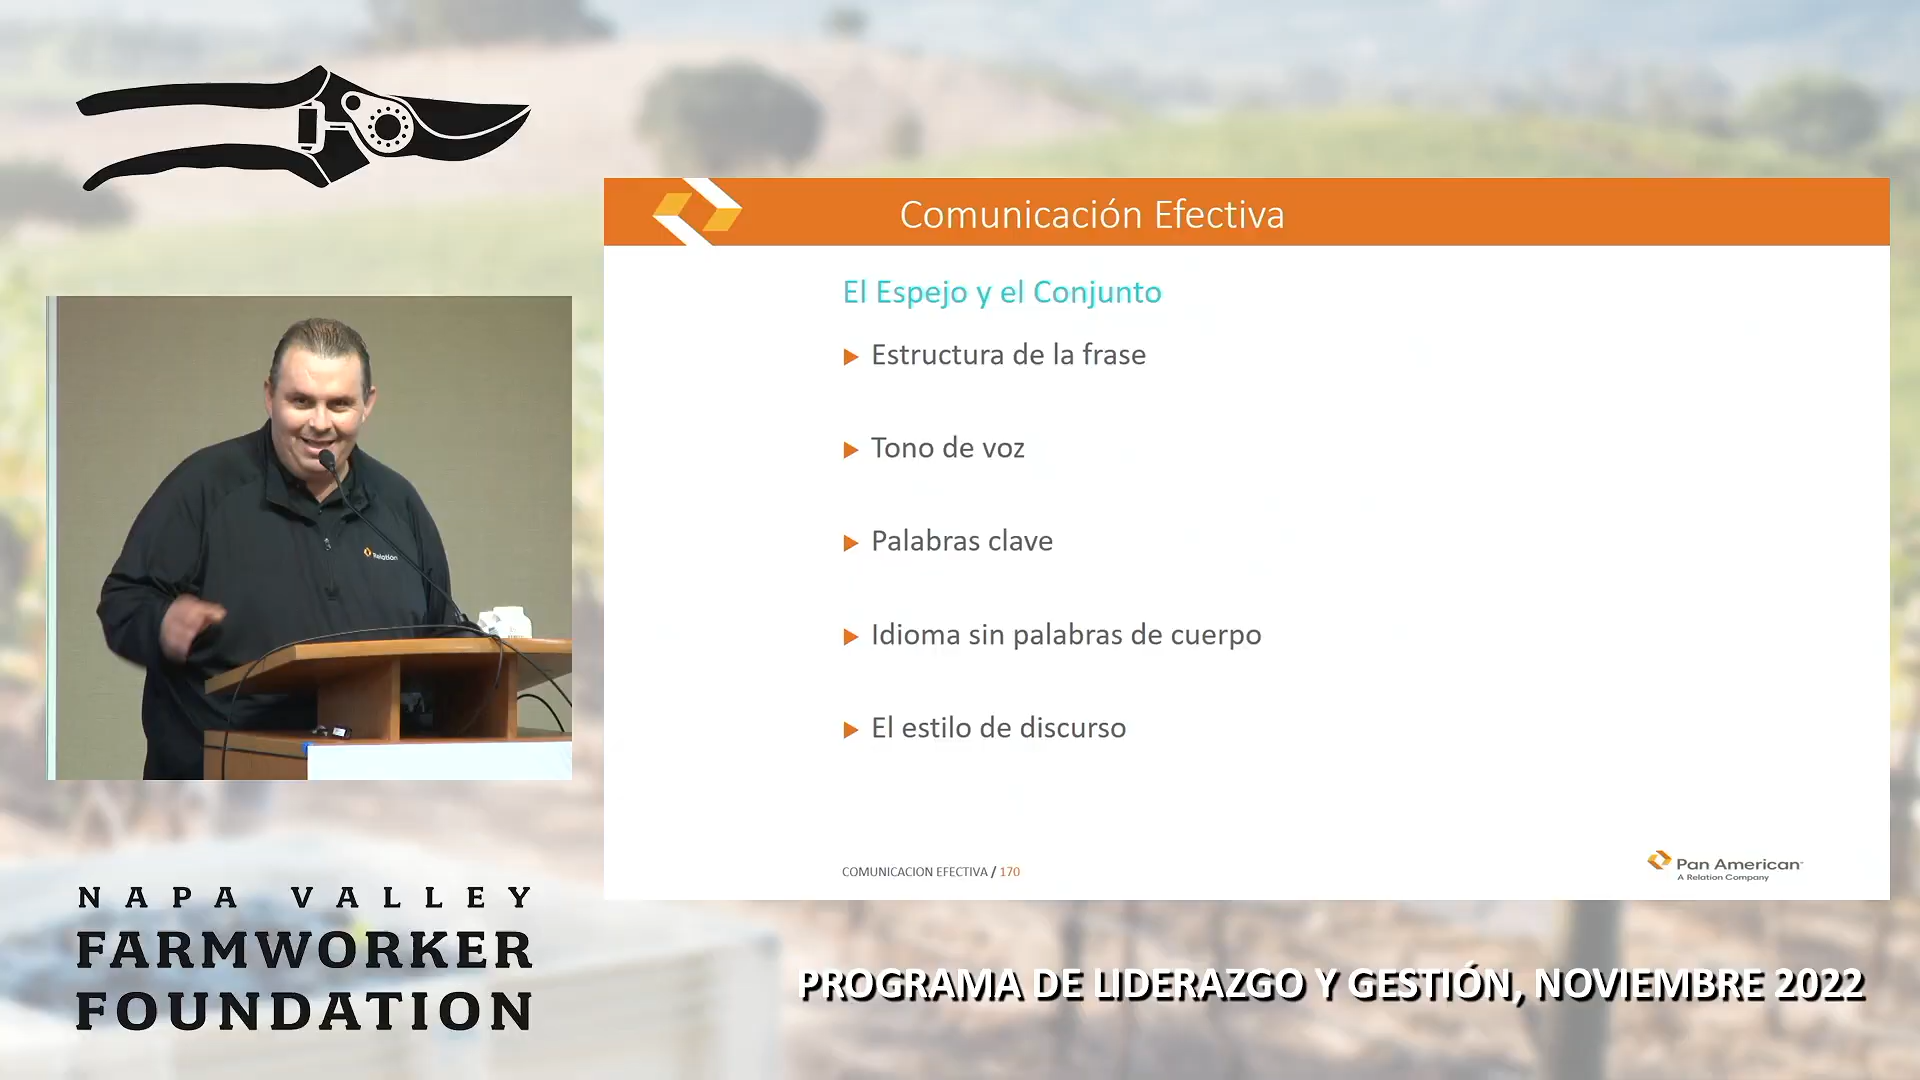 Comunicación Efectiva
El Espejo y el Conjunto
Estructura de la frase
Tono de voz
Palabras clave
Idioma sin palabras de cuerpo
El estilo de discurso
COMUNICACION EFECTIVA / 170
Pan American
A Relation Company
Relation
NAPA VALLEY
FARMWORKER
FOUNDATION
PROGRAMA DE LIDERAZGO Y GESTIÓN, NOVIEMBRE 2022